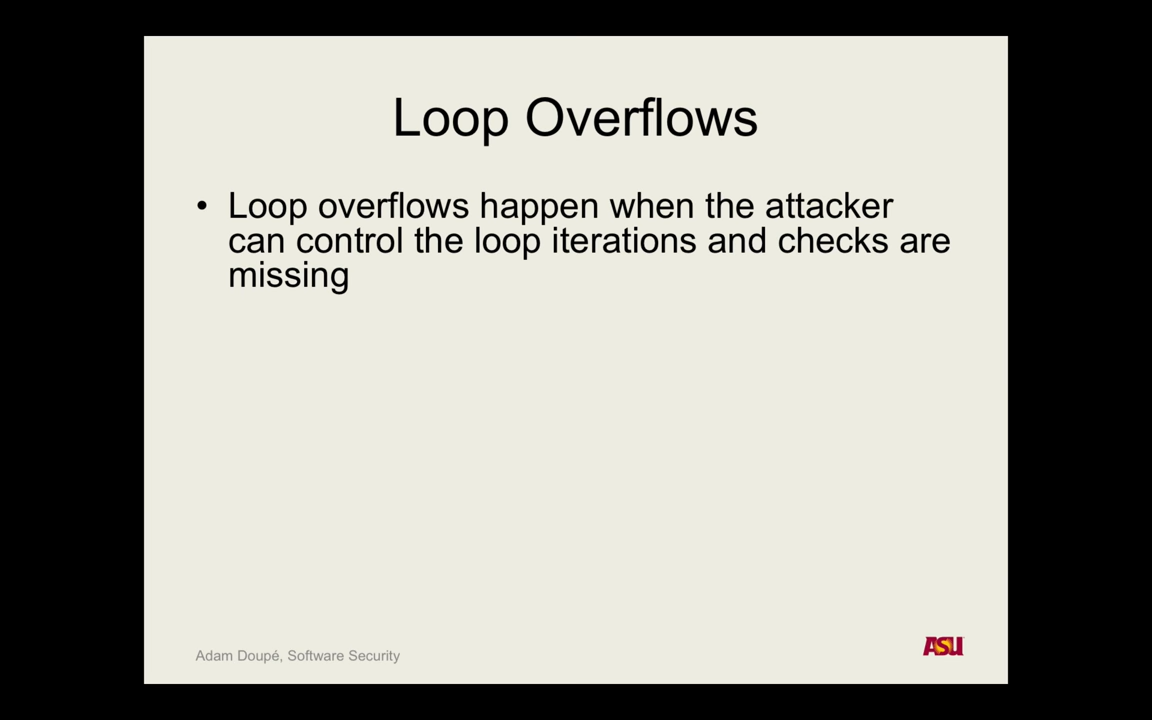 Loop Overflows
• Loop overflows happen when the attacker
can control the loop iterations and checks are
missing
Adam Doupé, Software Security
ASU